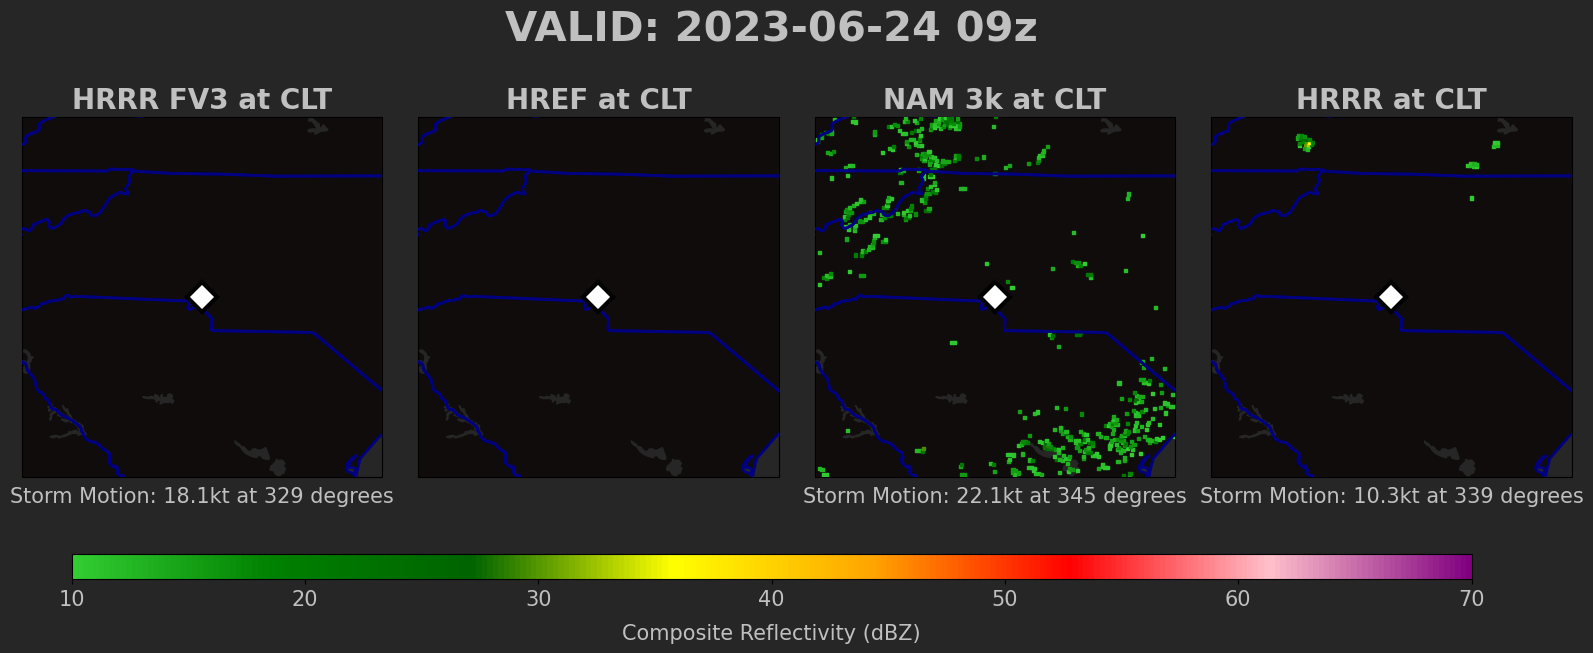 VALID: 2023-06-24 09z
HRRR FV3 at CLT
HREF at CLT
NAM 3k at CLT
HRRR at CLT
Storm Motion: 18.1kt at 329 degrees
Storm Motion: 22.1kt at 345 degrees
Storm Motion: 10.3kt at 339 degrees
10 20 30 40 50 60 70
Composite Reflectivity (dBZ)